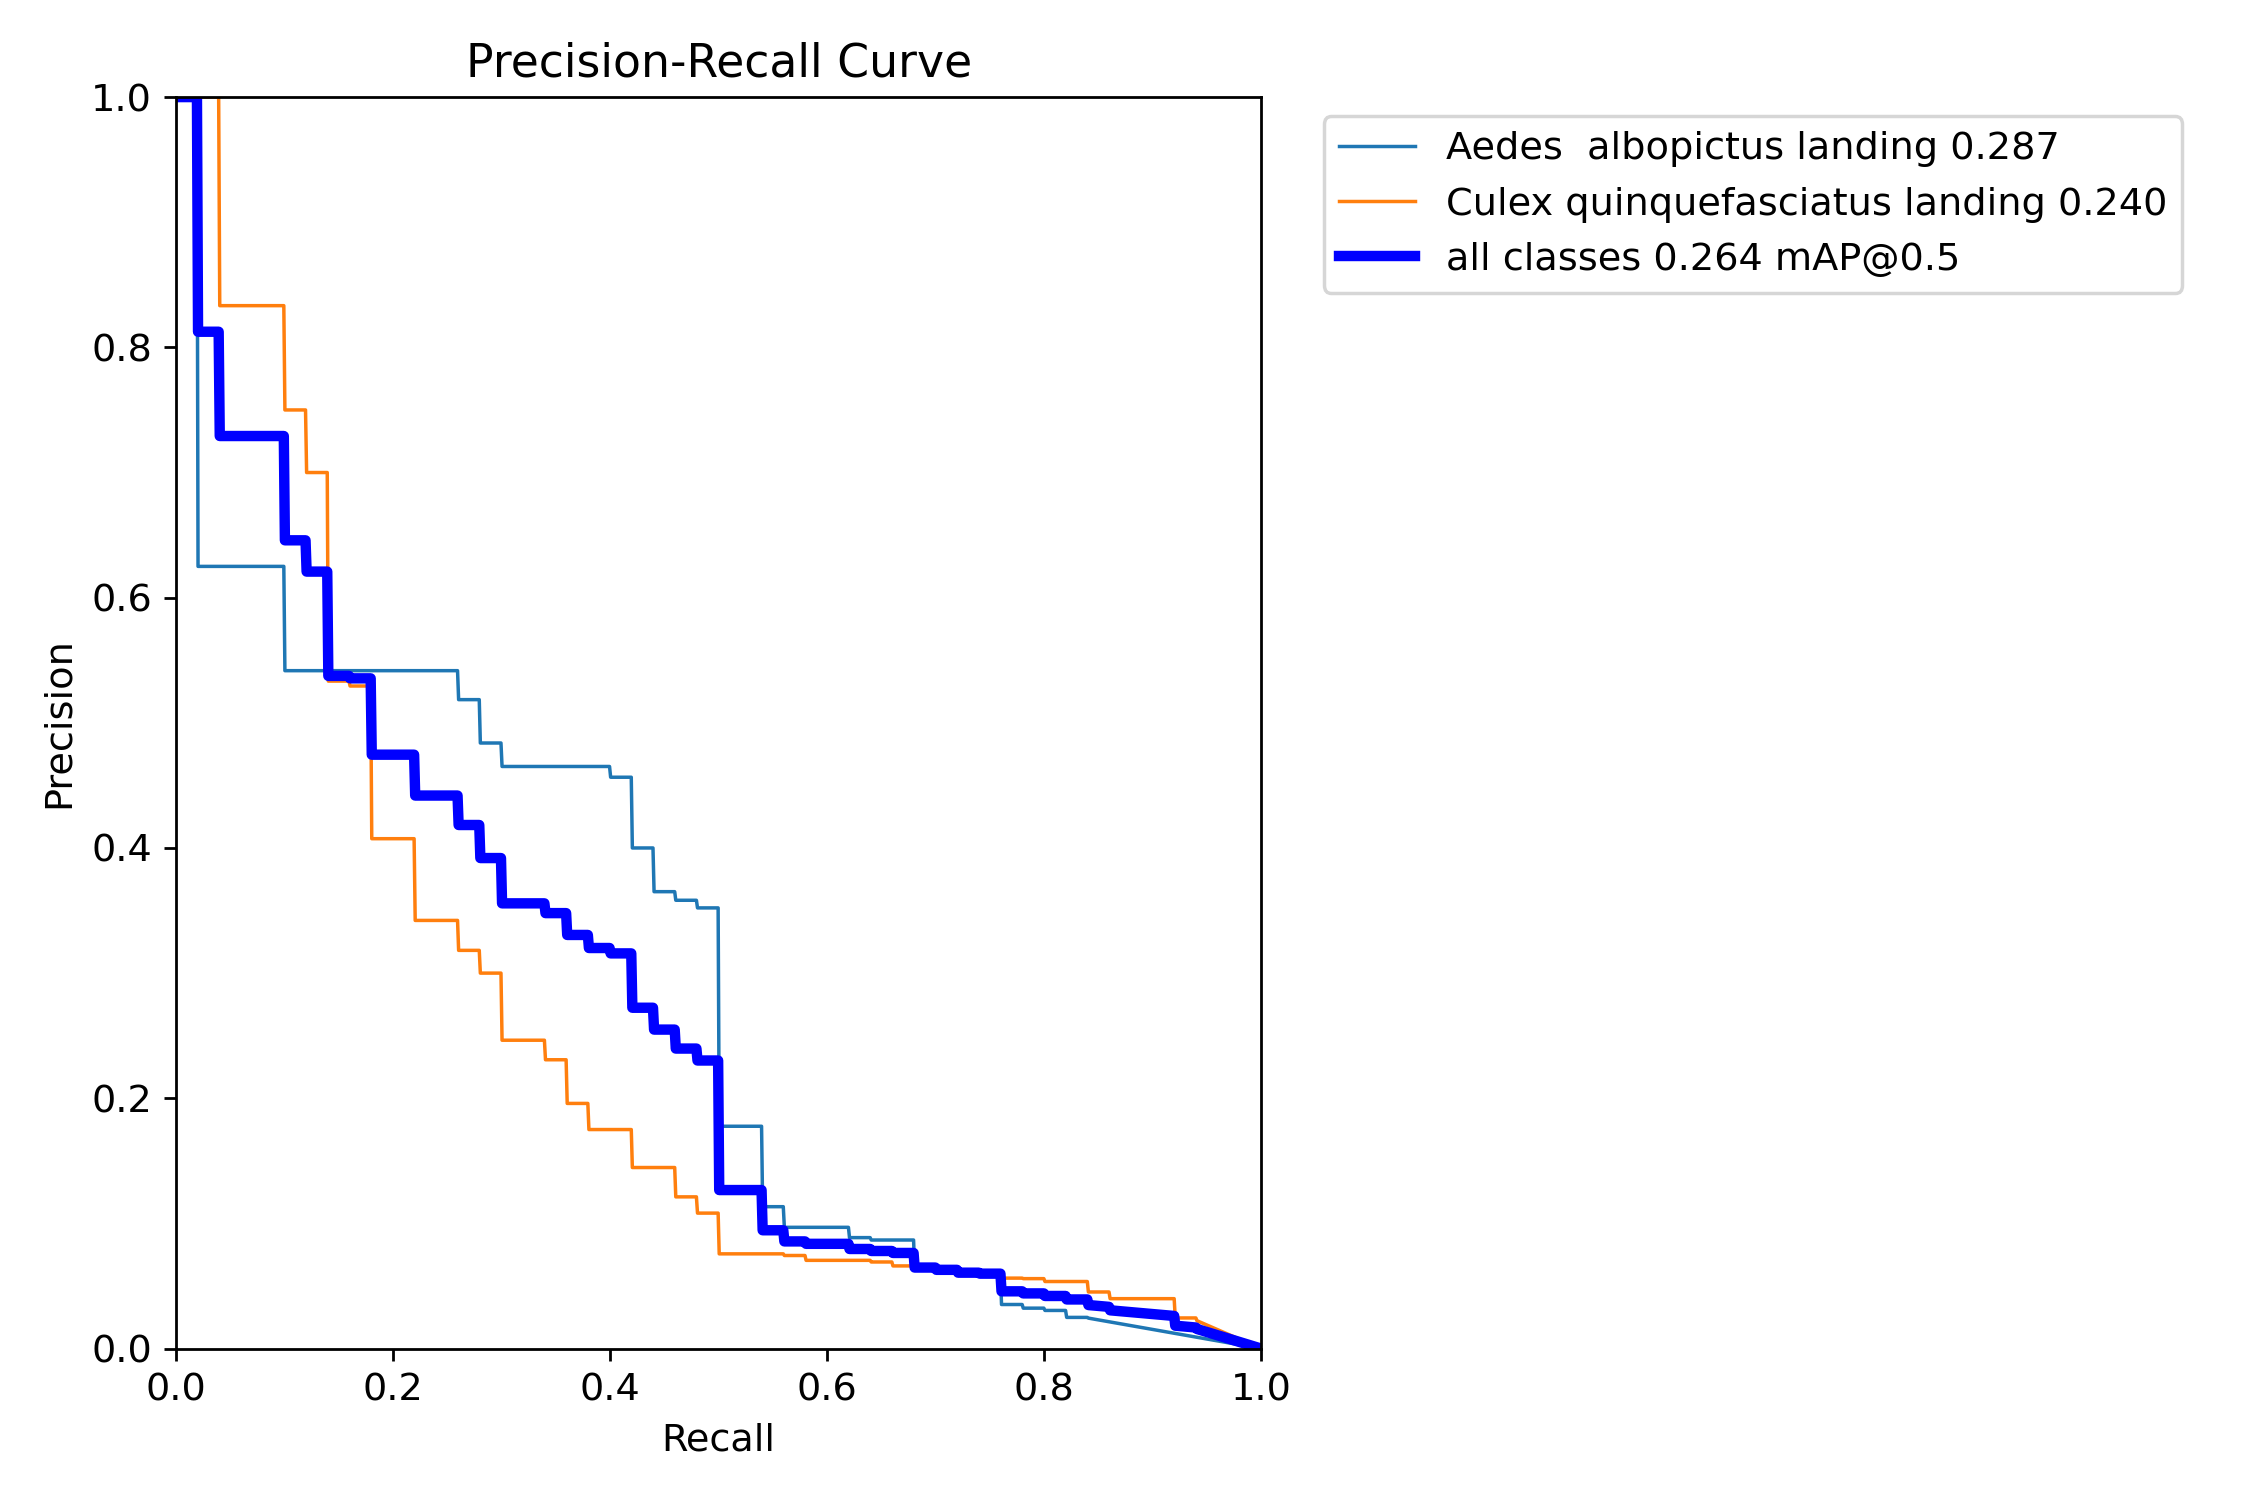 Precision-Recall Curve
1.0
0.8
0.6
0.4
0.2
0.0
Precision
0.0 0.2 0.4 0.6 0.8 1.0
Recall
Aedes  albopictus landing 0.287
Culex quinquefasciatus landing 0.240
all classes 0.264 mAP@0.5